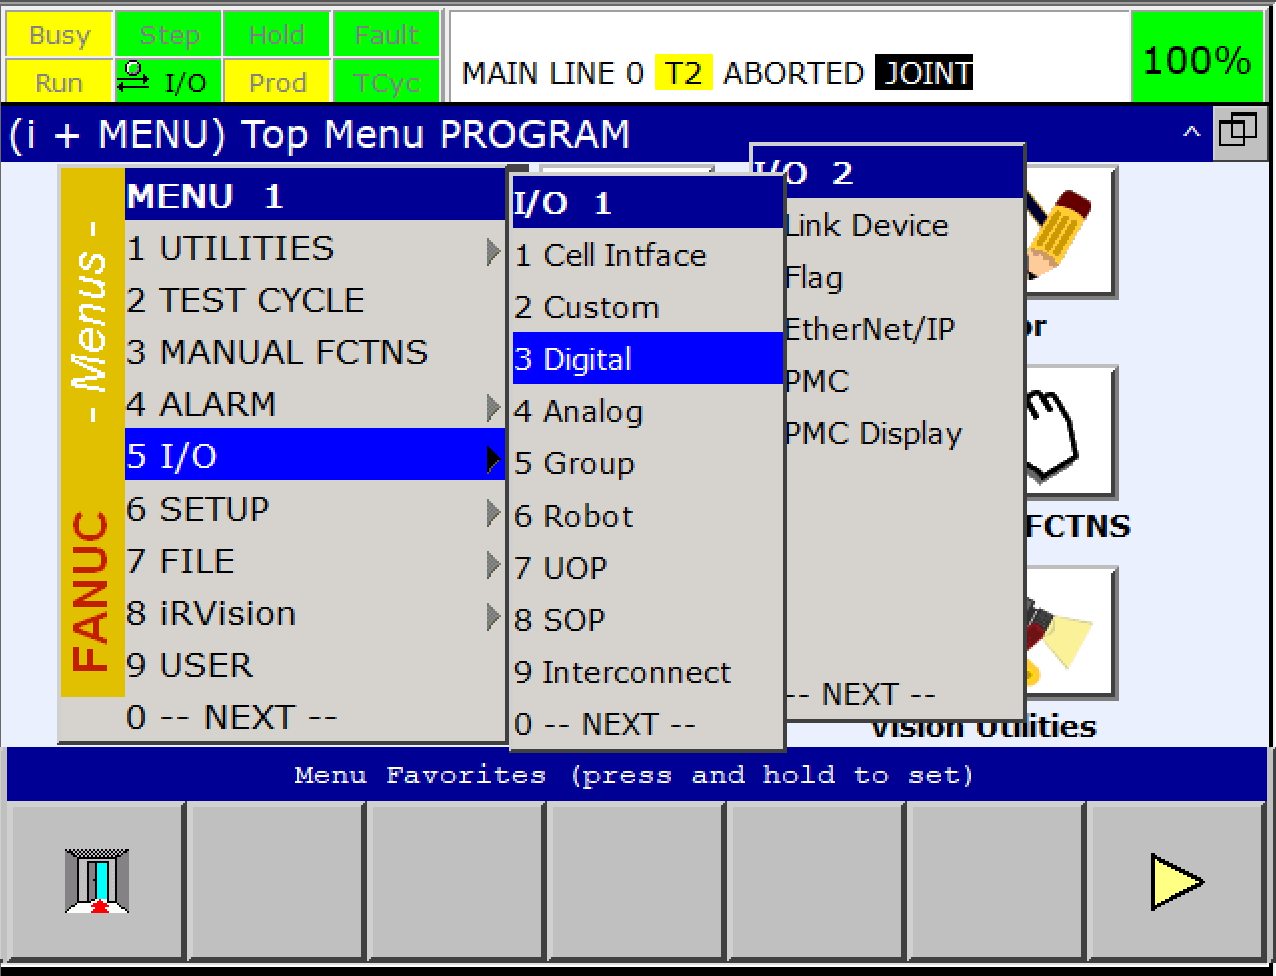 Busy Step Hold Fault
Run I/O Prod TCyc
MAIN LINE 0 T2 ABORTED JOINT
100%
(i + MENU) Top Menu PROGRAM
- Menus -
FANUC
MENU 1
1 UTILITIES
2 TEST CYCLE
3 MANUAL FCTNS
4 ALARM
5 I/O
6 SETUP
7 FILE
8 iRVision
9 USER
0 -- NEXT --
I/O 1
1 Cell Intface
2 Custom
3 Digital
4 Analog
5 Group
6 Robot
7 UOP
8 SOP
9 Interconnect
0 -- NEXT --
I/O 2
Link Device
Flag
EtherNet/IP
PMC
PMC Display
-- NEXT --
FCTNS
Vision Utilities
Menu Favorites (press and hold to set)